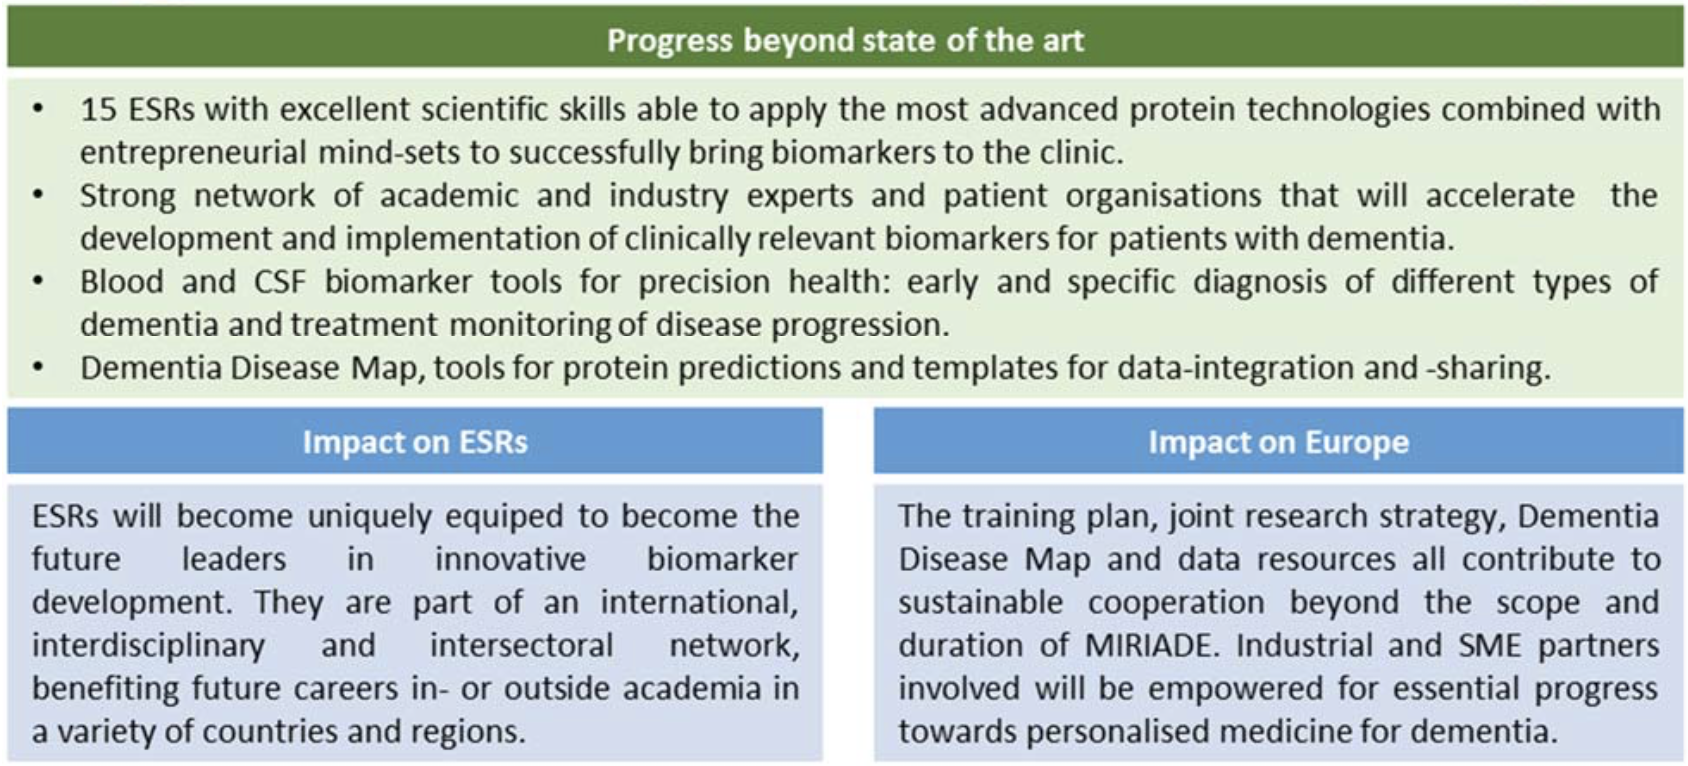 Progress beyond state of the art
• 15 ESRs with excellent scientific skills able to apply the most advanced protein technologies combined with
entrepreneurial mind-sets to successfully bring biomarkers to the clinic.
• Strong network of academic and industry experts and patient organisations that will accelerate the
development and implementation of clinically relevant biomarkers for patients with dementia.
• Blood and CSF biomarker tools for precision health: early and specific diagnosis of different types of
dementia and treatment monitoring of disease progression.
• Dementia Disease Map, tools for protein predictions and templates for data-integration and -sharing.
Impact on ESRs
ESRs will become uniquely equiped to become the
future leaders in innovative biomarker
development. They are part of an international,
interdisciplinary and intersectoral network,
benefiting future careers in- or outside academia in
a variety of countries and regions.
Impact on Europe
The training plan, joint research strategy, Dementia
Disease Map and data resources all contribute to
sustainable cooperation beyond the scope and
duration of MIRIADE. Industrial and SME partners
involved will be empowered for essential progress
towards personalised medicine for dementia.